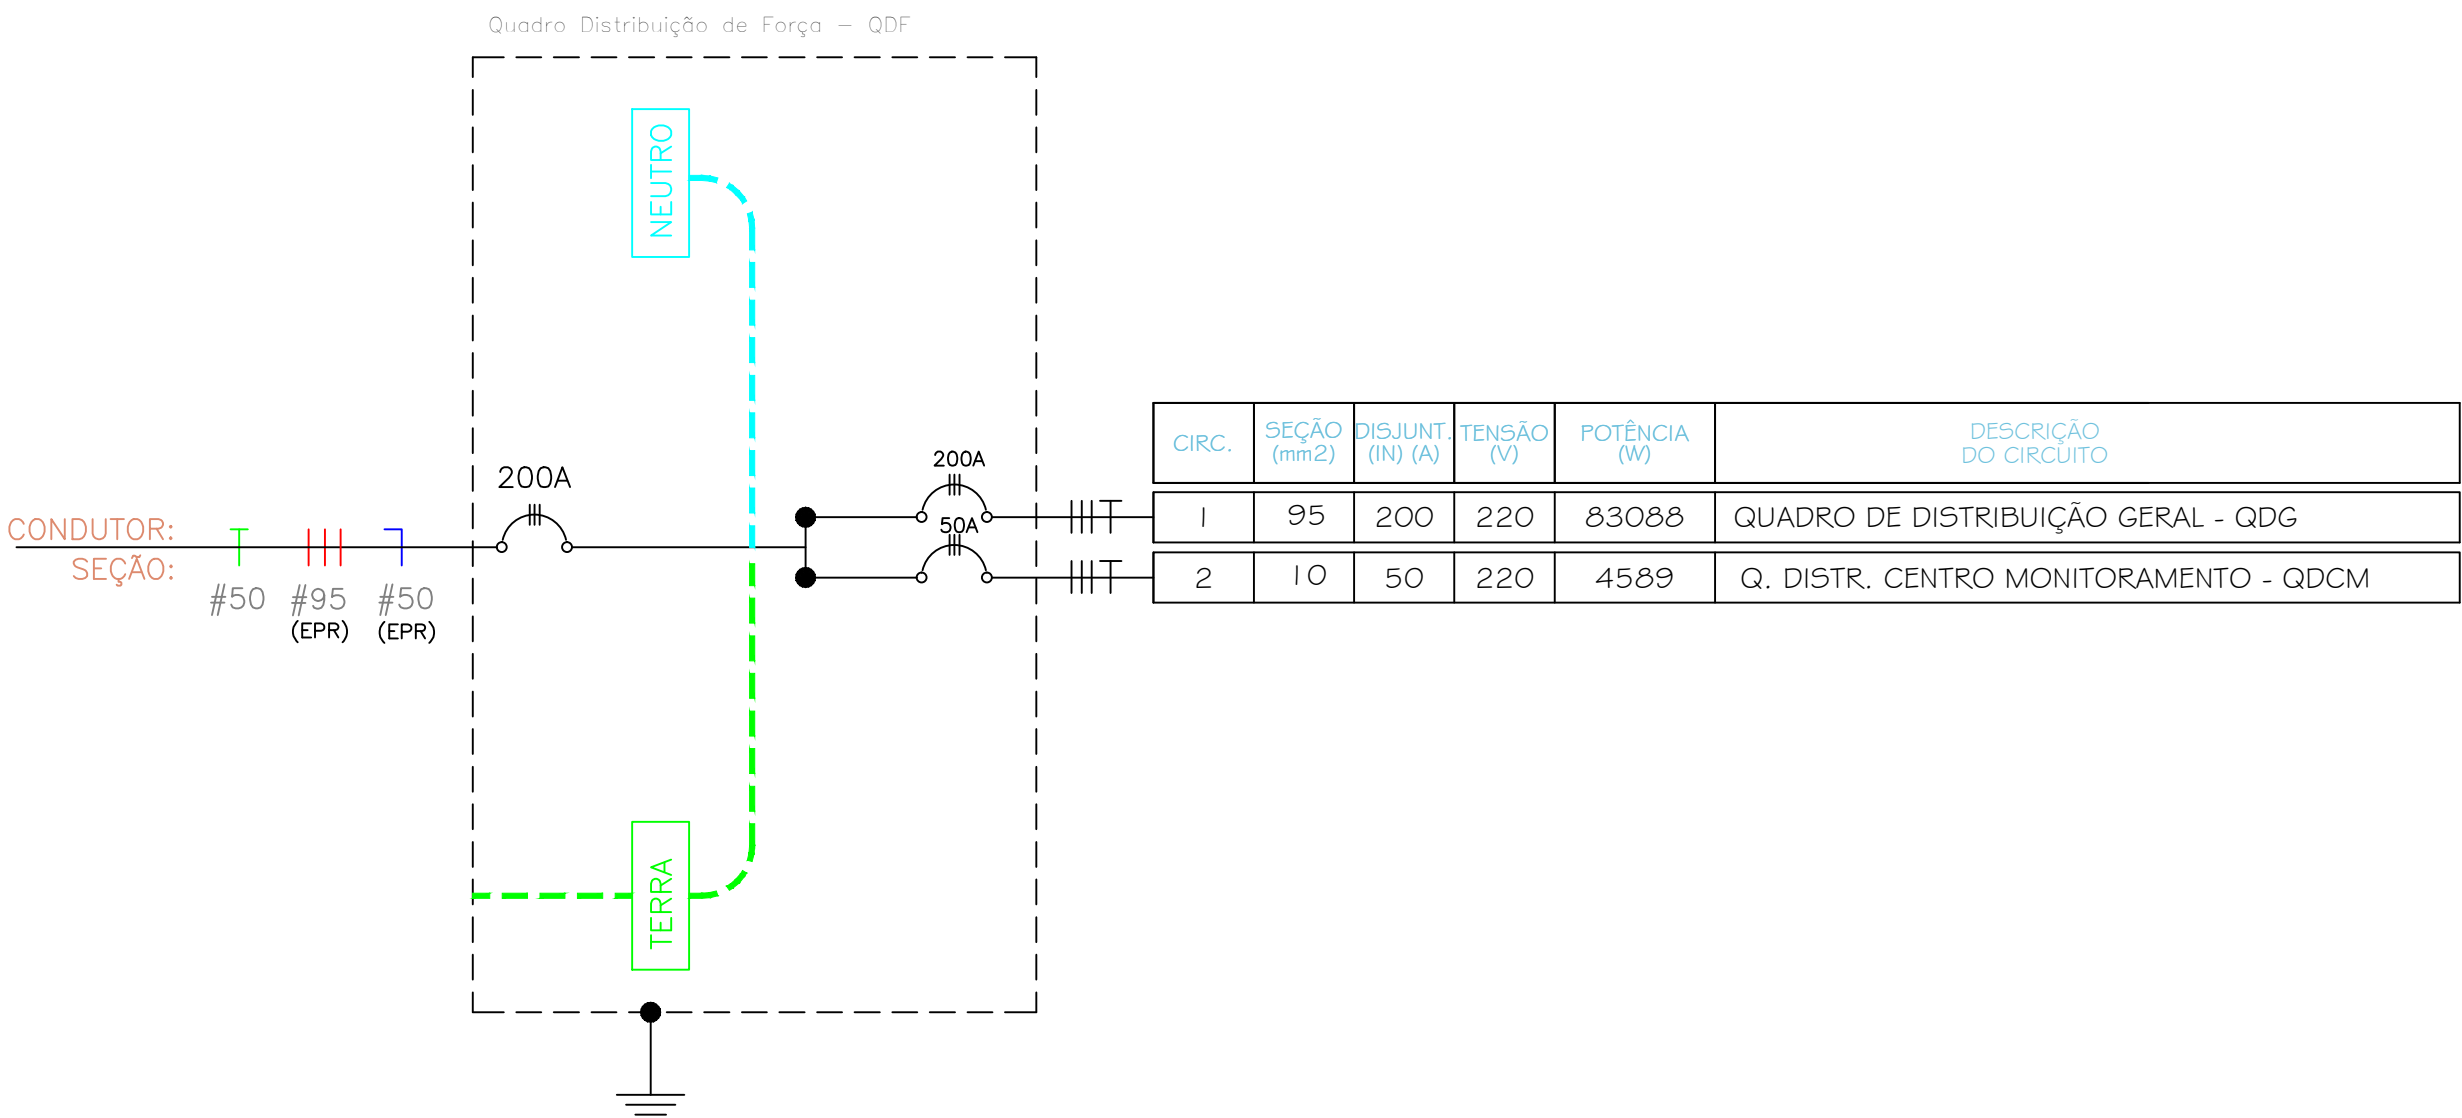 Quadro Distribuição de Força - QDF
NEUTRO
200A
CONDUTOR:
SEÇÃO:
#50 #95 #50
(EPR) (EPR)
TERRA
200A
50A
CIRC. SEÇÃO (mm2) DISJUNT. (IN) (A) TENSÃO (V) POTÊNCIA (W) DESCRIÇÃO DO CIRCUITO
1 95 200 220 83088 QUADRO DE DISTRIBUIÇÃO GERAL - QDG
2 10 50 220 4589 Q. DISTR. CENTRO MONITORAMENTO - QDCM